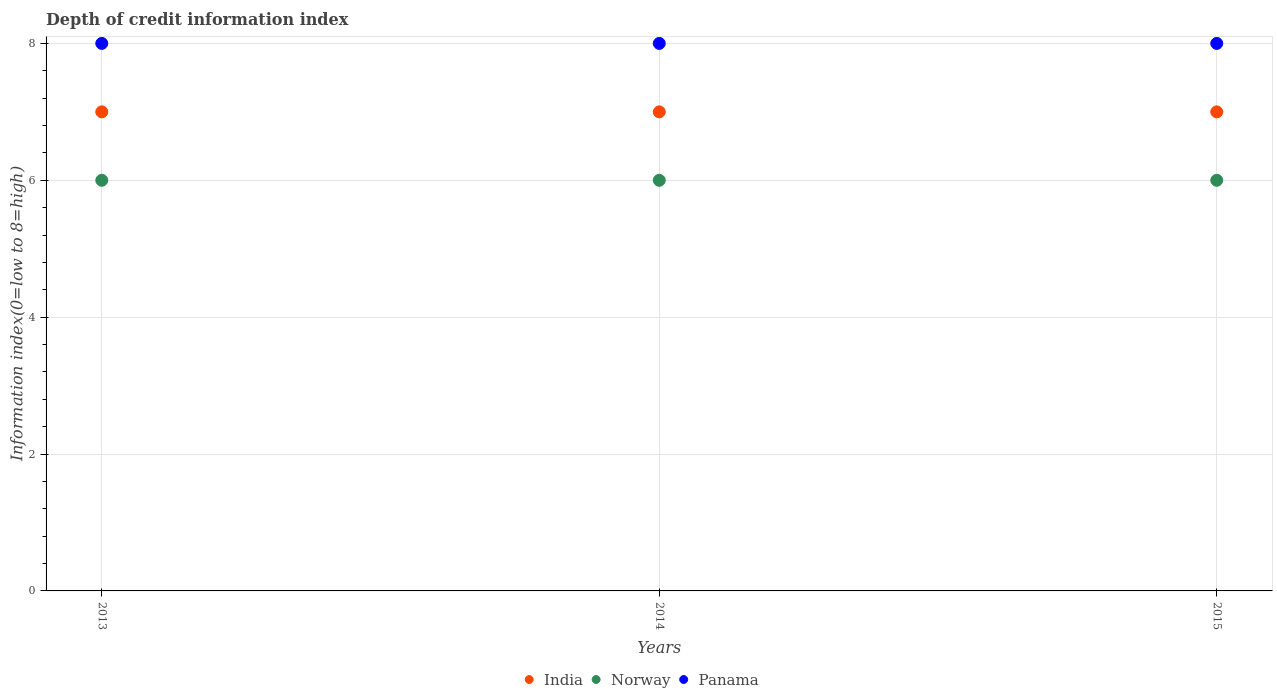 Depth of credit information index
Information index(0=low to 8=high)
8
6
4
2
0
2013
2014
2015
Years
India
Norway
Panama